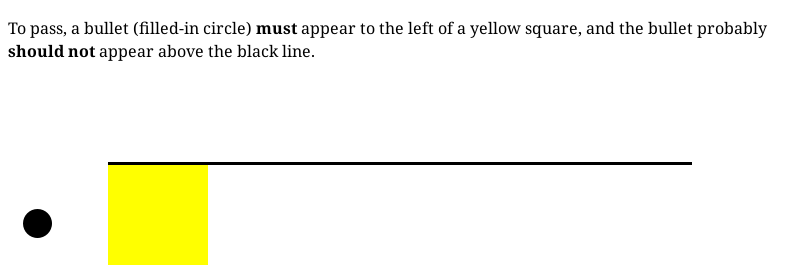 To pass, a bullet (filled-in circle) must appear to the left of a yellow square, and the bullet probably
should not appear above the black line.